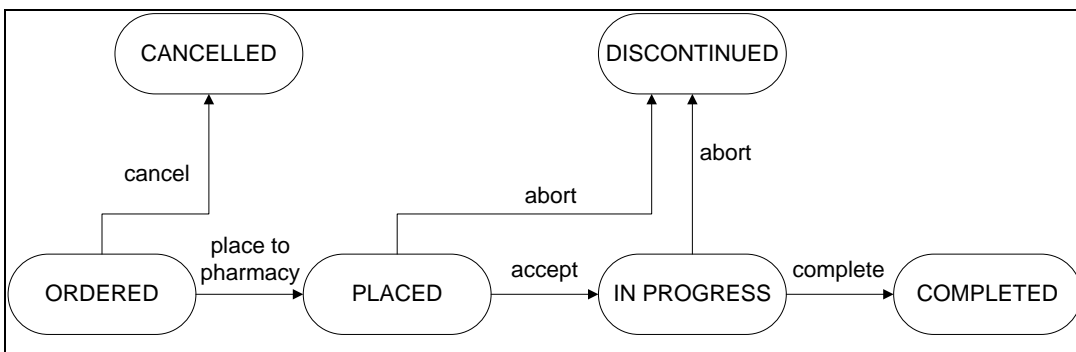 CANCELLED
DISCONTINUED
cancel
abort
abort
place to
pharmacy
accept
complete
ORDERED
PLACED
IN PROGRESS
COMPLETED